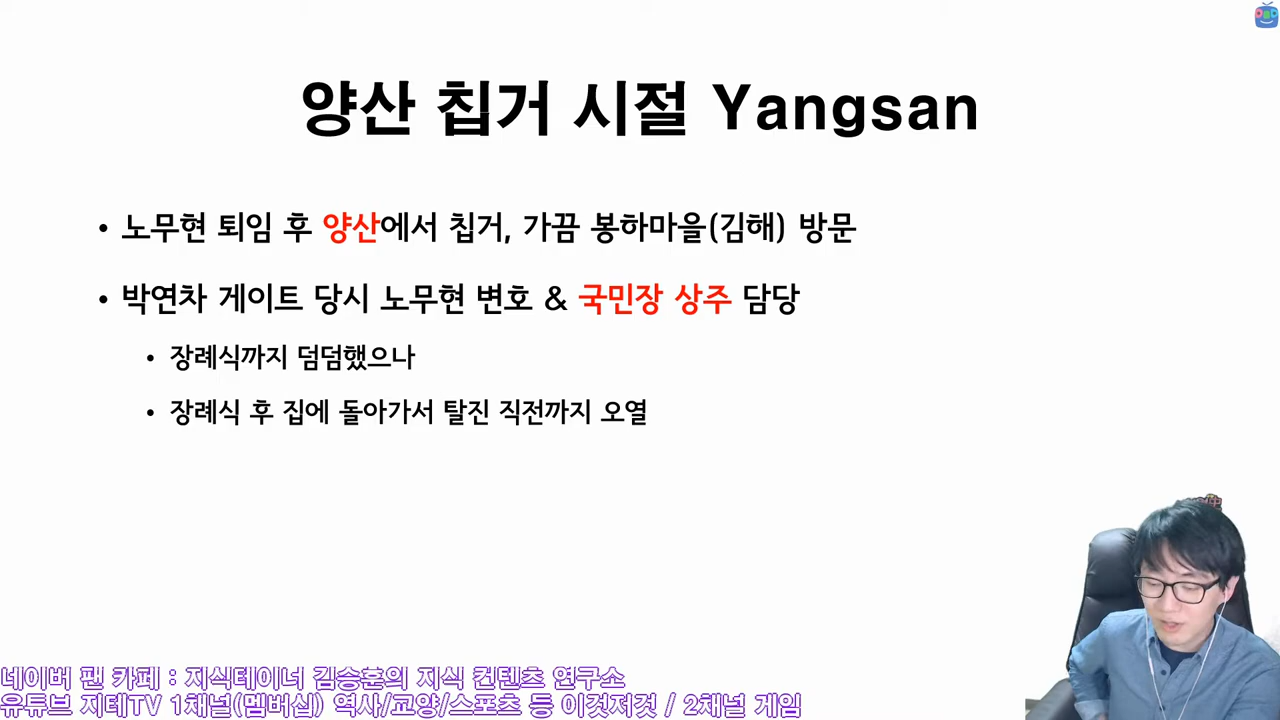 양산 칩거 시절 Yangsan
• 노무현 퇴임 후 양산에서 칩거, 가끔 봉하마을(김해) 방문
• 박연차 게이트 당시 노무현 변호 & 국민장 상주 담당
• 장례식까지 덤덤했으나
• 장례식 후 집에 돌아가서 탈진 직전까지 오열
네이버 팬 카페 : 지식테이너 김승훈의 지식 컨텐츠 연구소
유튜브 지테TV 1채널(멤버십) 역사/교양/스포츠 등 이것저것 / 2채널 게임